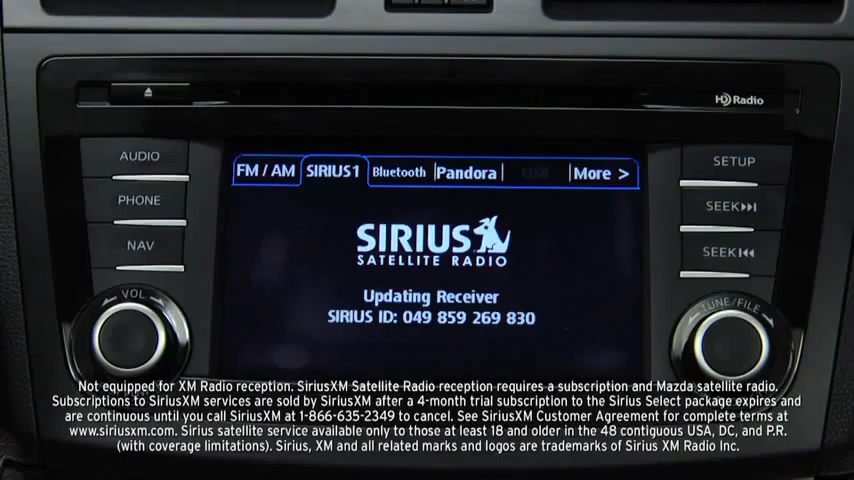 HD Radio
AUDIO
PHONE
NAV
VOL
FM / AM SIRIUS1 Bluetooth Pandora USB More >
SIRIUS
SATELLITE RADIO
Updating Receiver
SIRIUS ID: 049 859 269 830
SETUP
SEEK
SEEK
TUNE/FILE
Not equipped for XM Radio reception. SiriusXM Satellite Radio reception requires a subscription and Mazda satellite radio.
Subscriptions to SiriusXM services are sold by SiriusXM after a 4-month trial subscription to the Sirius Select package expires and
are continuous until you call SiriusXM at 1-866-635-2349 to cancel. See SiriusXM Customer Agreement for complete terms at
www.siriusxm.com. Sirius satellite service available only to those at least 18 and older in the 48 contiguous USA, DC, and P.R.
(with coverage limitations). Sirius, XM and all related marks and logos are trademarks of Sirius XM Radio Inc.